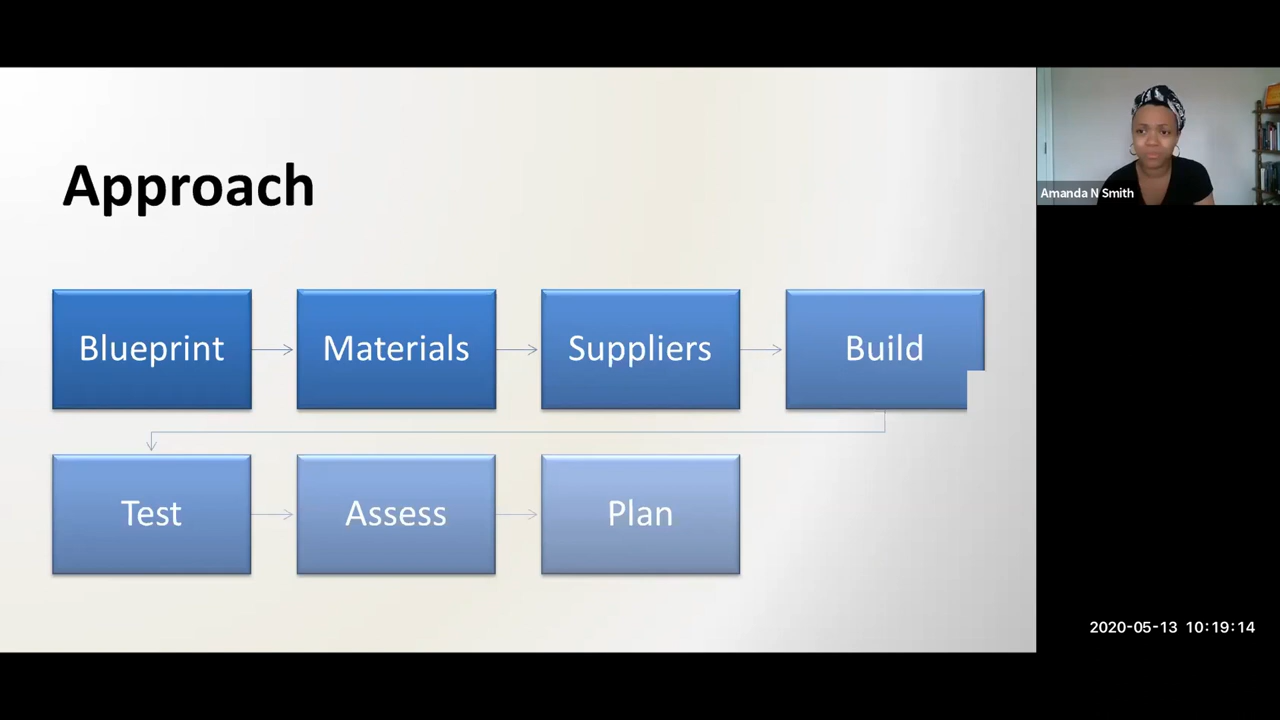 Approach
Blueprint
Materials
Suppliers
Build
Test
Assess
Plan
Amanda N Smith
2020-05-13 10:19:14